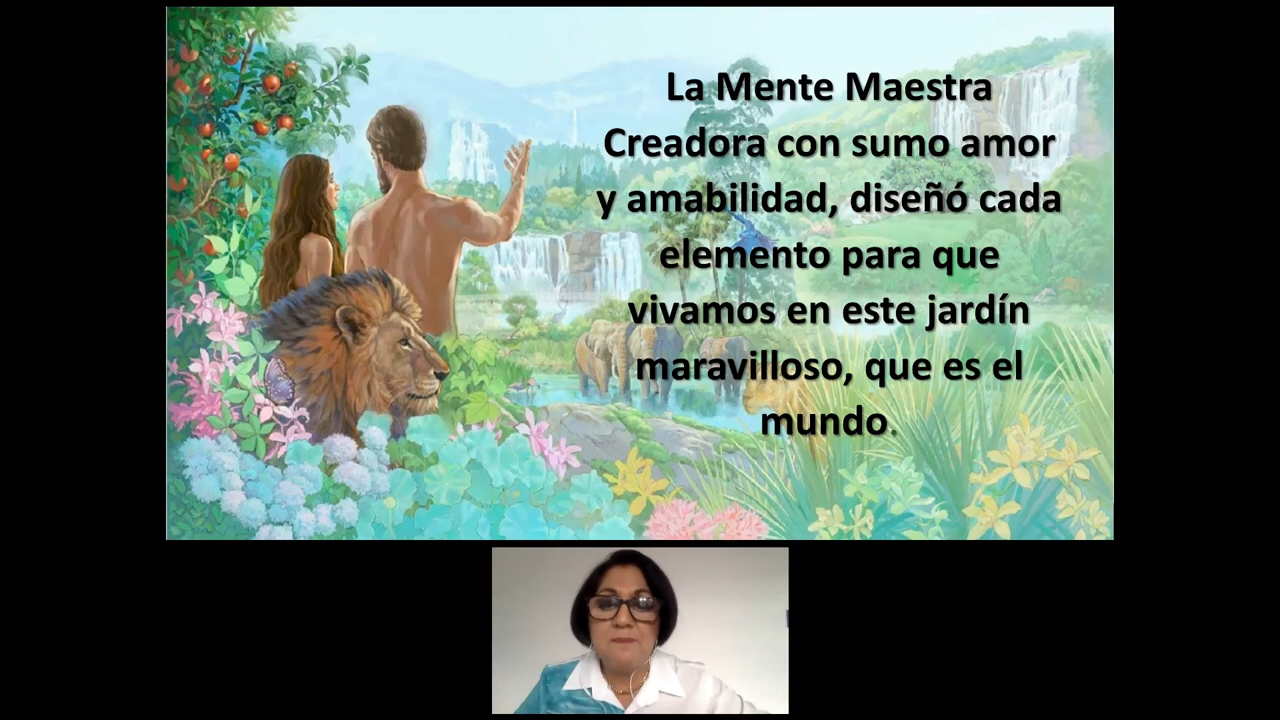 La Mente Maestra
Creadora con sumo amor
y amabilidad, diseñó cada
elemento para que
vivamos en este jardín
maravilloso, que es el
mundo.